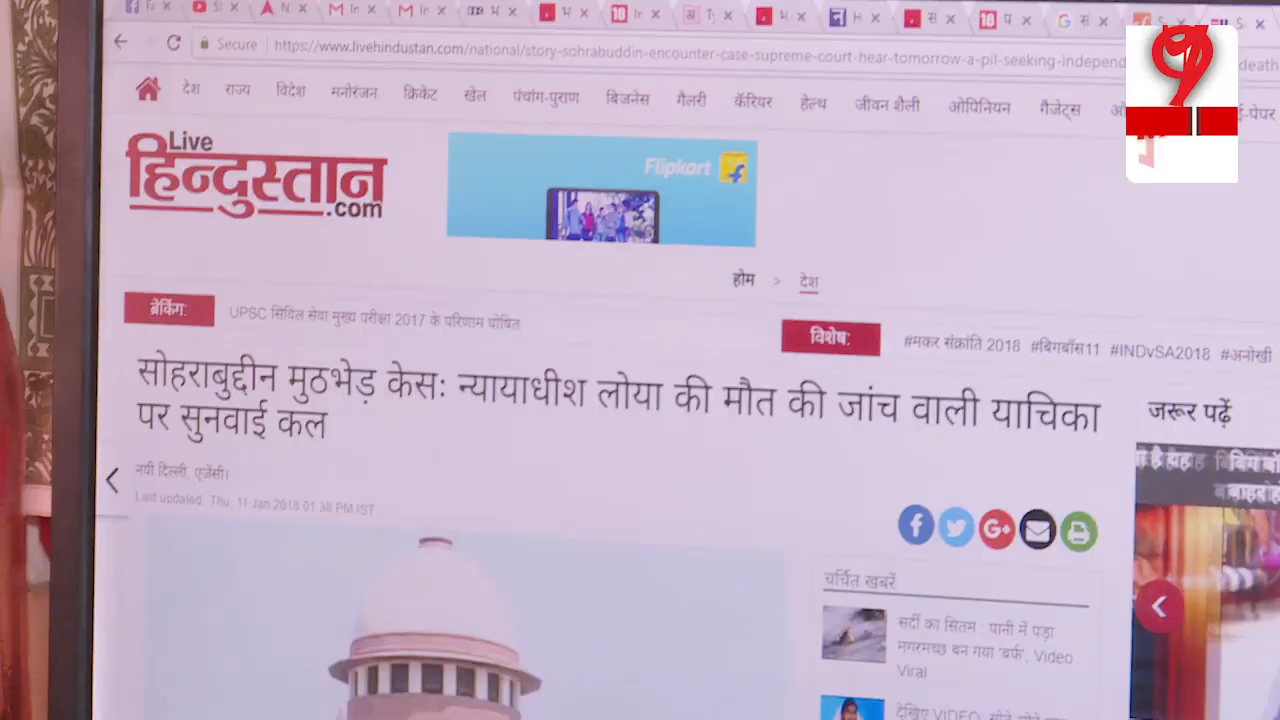 Secure https://www.livehindustan.com/national/story-sohrabuddin-encounter-case-supreme-court-hear-tomorrow-a-pil-seeking-independ death
देश राज्य विदेश मनोरंजन क्रिकेट खेल पंचांग-पुराण बिजनेस गैलरी कॅरियर हेल्थ जीवन शैली ओपिनियन गैजेट्स ई-पेपर
Live
हिन्दुस्तान
.com
Flipkart
होम > देश
ब्रेकिंग: UPSC सिविल सेवा मुख्य परीक्षा 2017 के परिणाम घोषित
विशेष: #मकर संक्रांति 2018 #बिगबॉस11 #INDvSA2018 #अनोखी
सोहराबुद्दीन मुठभेड़ केसः न्यायाधीश लोया की मौत की जांच वाली याचिका
पर सुनवाई कल
जरूर पढ़ें
नयी दिल्ली, एजेंसी।
Last updated: Thu, 11 Jan 2018 01:38 PM IST
चर्चित खबरें
सर्दी का सितम : पानी में पड़ा
मगरमच्छ बन गया 'बर्फ', Video
Viral
देखिए VIDEO